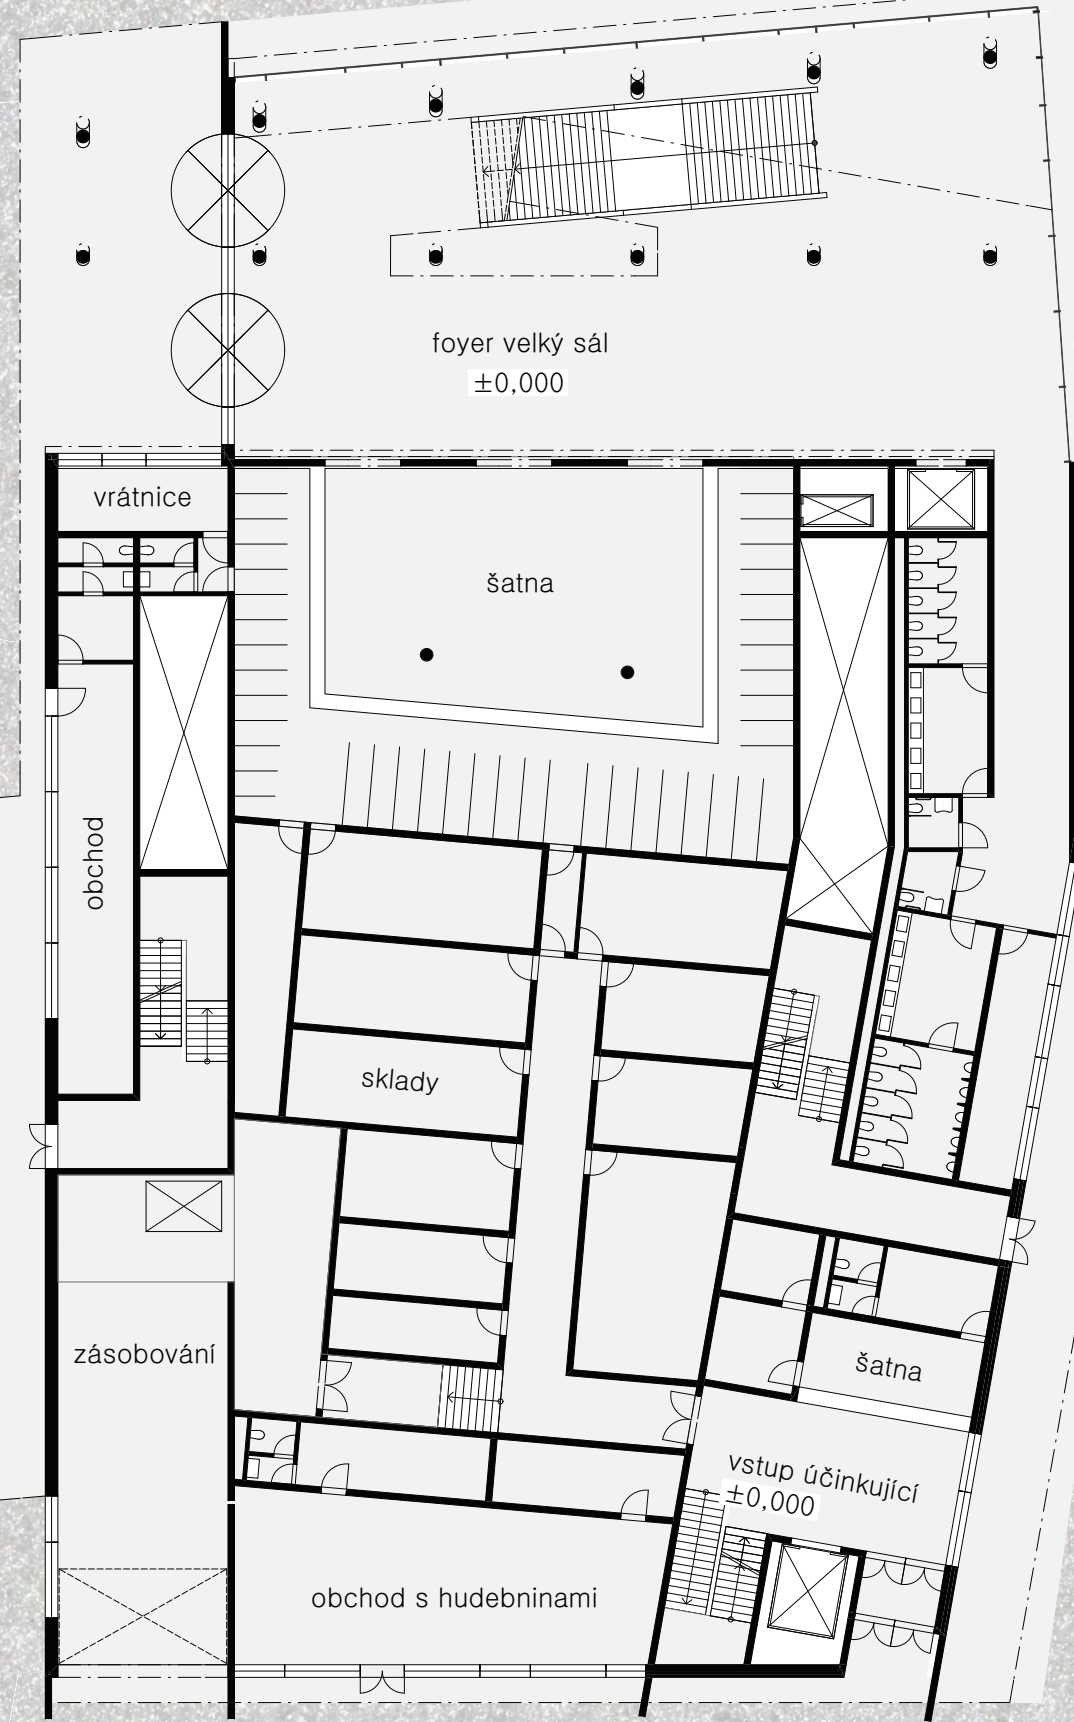 foyer velký sál
±0,000
vrátnice
šatna
obchod
sklady
zásobování
šatna
vstup účinkující
±0,000
obchod s hudebninami